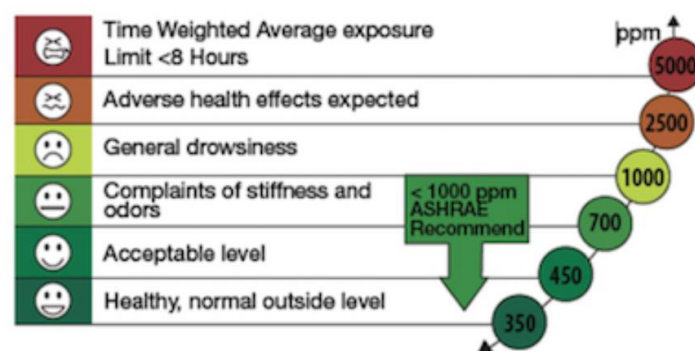 Time Weighted Average exposure
Limit <8 Hours
ppm
5000
Adverse health effects expected
2500
General drowsiness
1000
Complaints of stiffness and
odors
< 1000 ppm
ASHRAE
Recommend
700
Acceptable level
450
Healthy, normal outside level
350